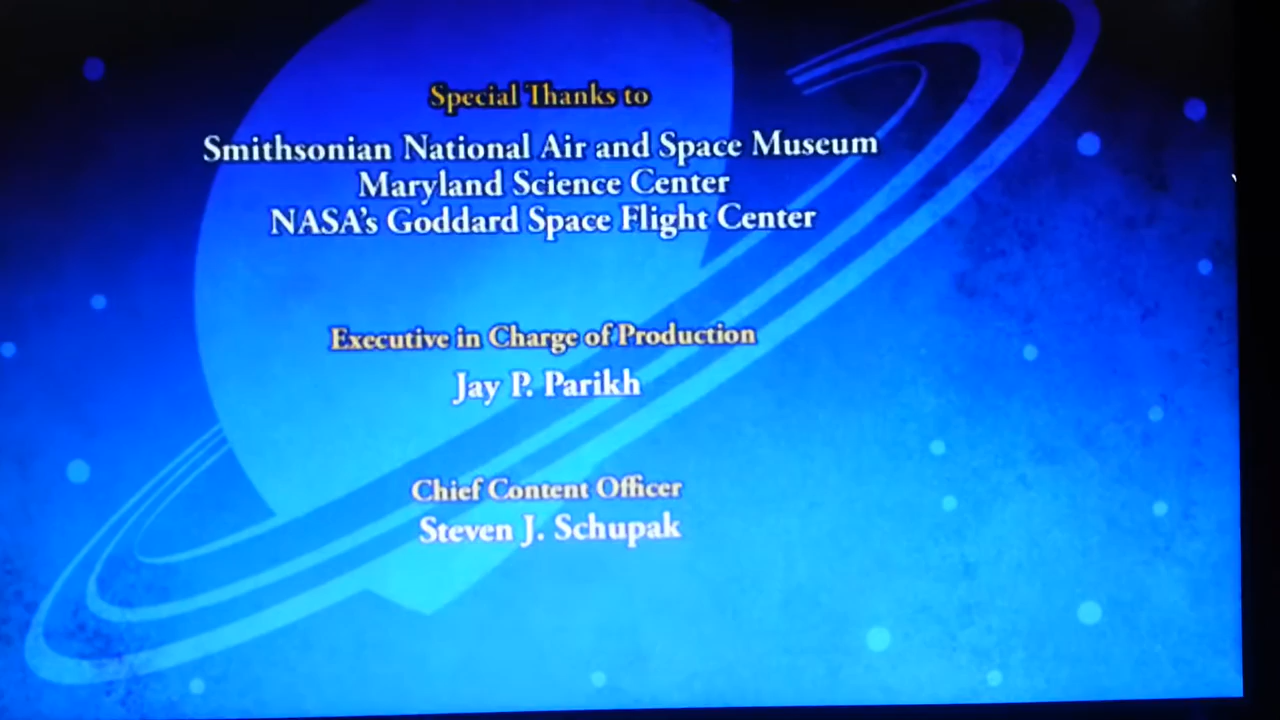 Special Thanks to
Smithsonian National Air and Space Museum
Maryland Science Center
NASA's Goddard Space Flight Center
Executive in Charge of Production
Jay P. Parikh
Chief Content Officer
Steven J. Schupak